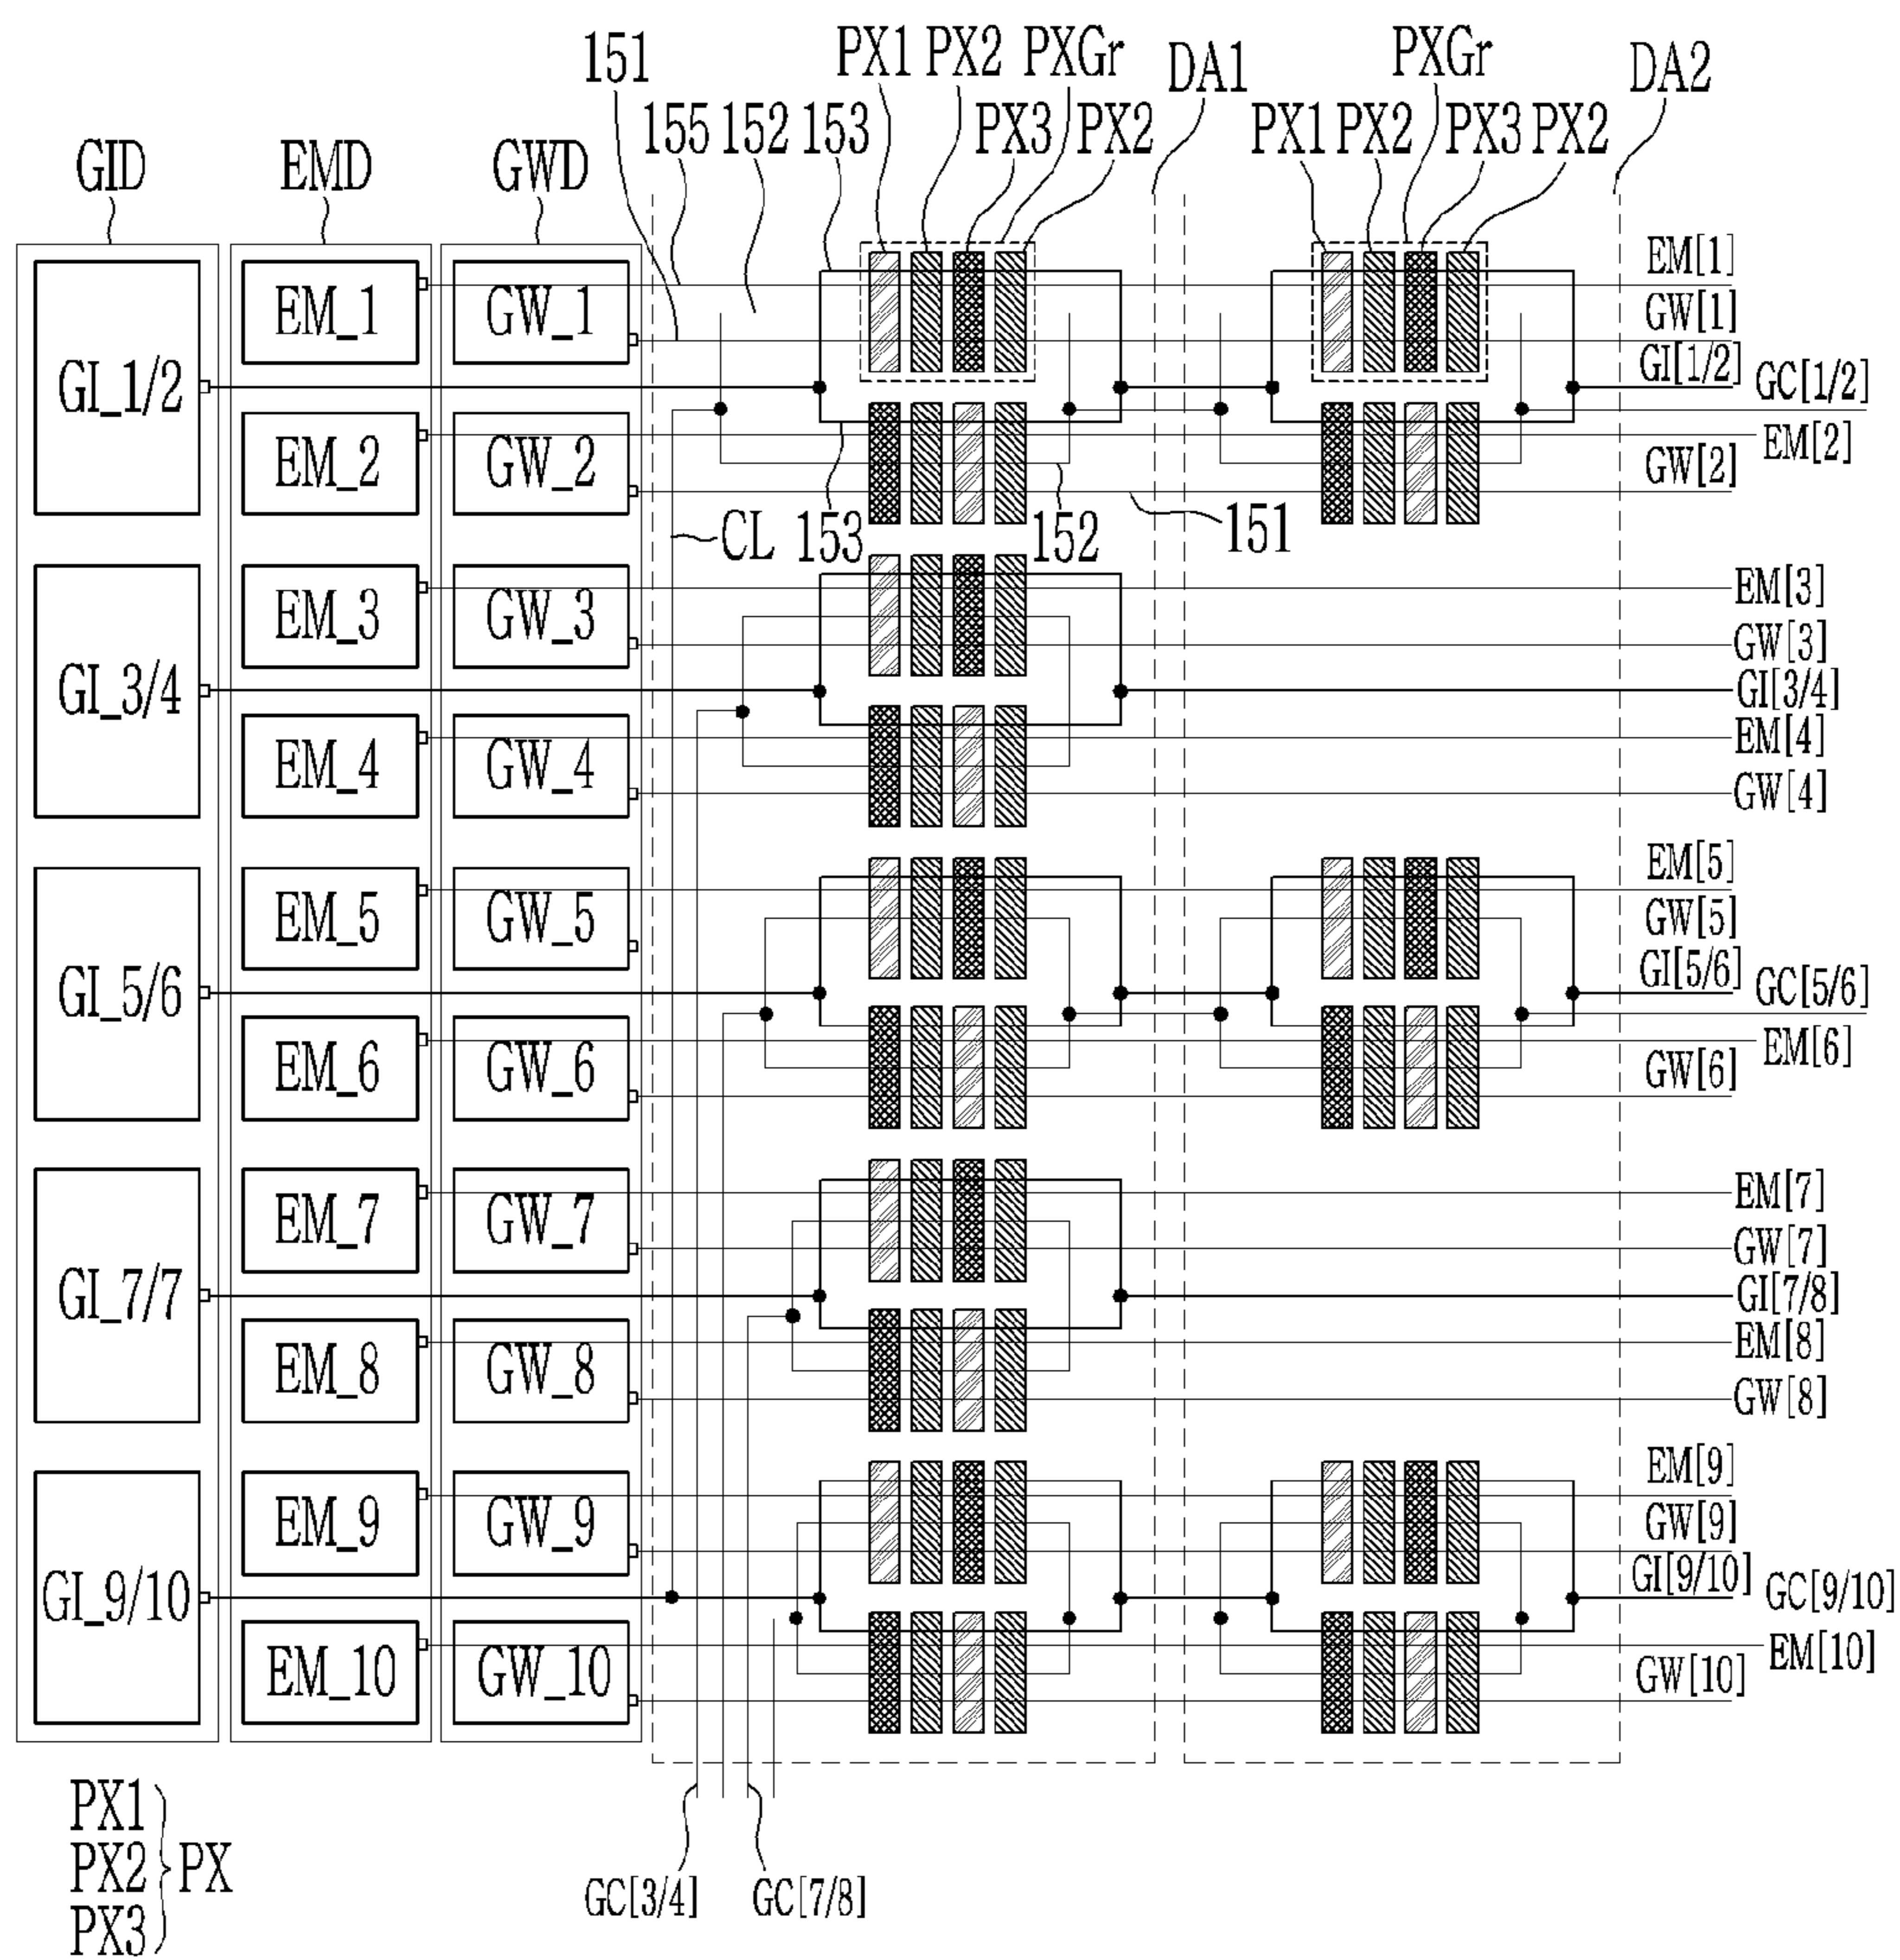 151 PX1 PX2 PXGr DA1 PXGr DA2
155 152 153 PX3 PX2 PX1 PX2 PX3 PX2
GID EMD GWD
EM_1 GW_1 EM[1]
GW[1]
GI_1/2 GI[1/2] GC[1/2]
EM_2 GW_2 EM[2]
GW[2]
CL 153 152 151
EM_3 GW_3 EM[3]
GW[3]
GI_3/4 GI[3/4]
EM_4 GW_4 EM[4]
GW[4]
EM_5 GW_5 EM[5]
GW[5]
GI_5/6 GI[5/6] GC[5/6]
EM_6 GW_6 EM[6]
GW[6]
EM_7 GW_7 EM[7]
GW[7]
GI_7/7 GI[7/8]
EM_8 GW_8 EM[8]
GW[8]
EM_9 GW_9 EM[9]
GW[9]
GI_9/10 GI[9/10] GC[9/10]
EM_10 GW_10 EM[10]
GW[10]
PX1
PX2 PX
PX3
GC[3/4] GC[7/8]